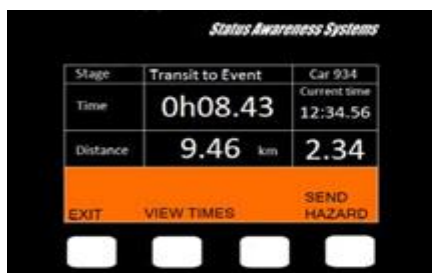 Status Awareness Systems
Stage Transit to Event Car 934
Time 0h08.43 Current time
12:34.56
Distance 9.46 km 2.34
SEND
EXIT VIEW TIMES HAZARD